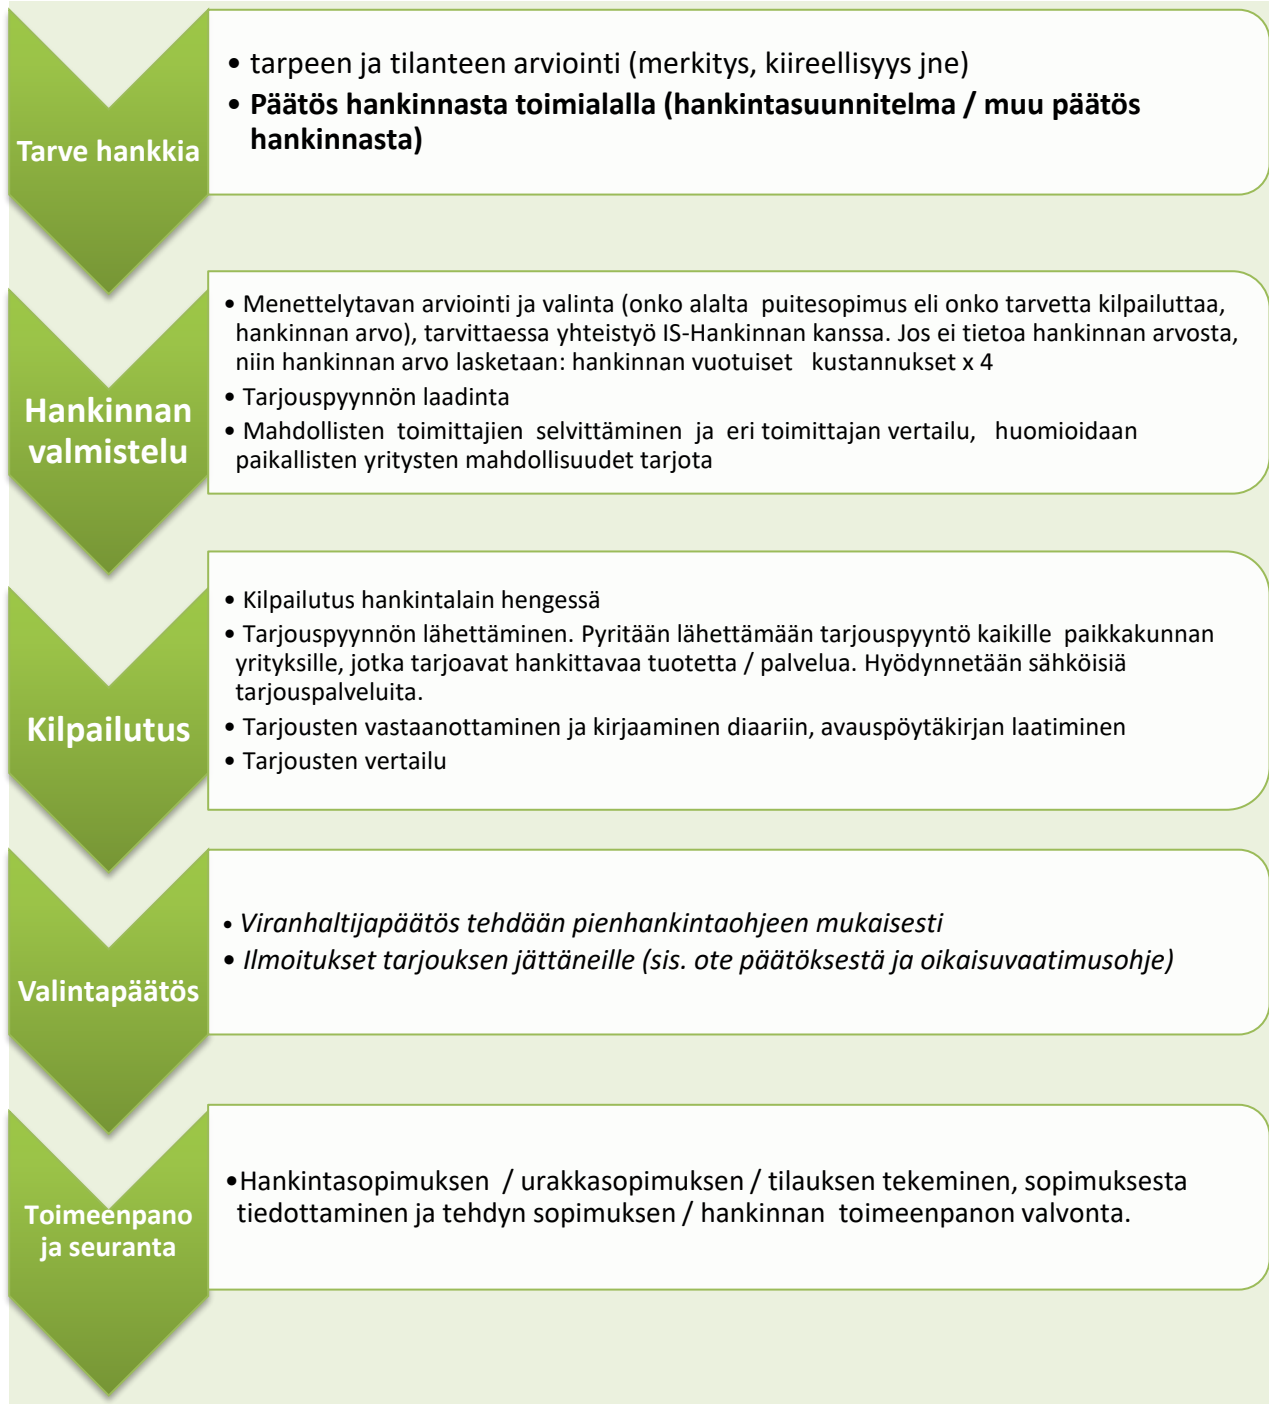 Tarve hankkia
• tarpeen ja tilanteen arviointi (merkitys, kiireellisyys jne)
• Päätös hankinnasta toimialalla (hankintasuunnitelma / muu päätös
hankinnasta)
Hankinnan
valmistelu
• Menettelytavan arviointi ja valinta (onko alalta puitesopimus eli onko tarvetta kilpailuttaa,
hankinnan arvo), tarvittaessa yhteistyö IS-Hankinnan kanssa. Jos ei tietoa hankinnan arvosta,
niin hankinnan arvo lasketaan: hankinnan vuotuiset kustannukset x 4
• Tarjouspyynnön laadinta
• Mahdollisten toimittajien selvittäminen ja eri toimittajan vertailu, huomioidaan
paikallisten yritysten mahdollisuudet tarjota
Kilpailutus
• Kilpailutus hankintalain hengessä
• Tarjouspyynnön lähettäminen. Pyritään lähettämään tarjouspyyntö kaikille paikkakunnan
yrityksille, jotka tarjoavat hankittavaa tuotetta / palvelua. Hyödynnetään sähköisiä
tarjouspalveluita.
• Tarjousten vastaanottaminen ja kirjaaminen diaariin, avauspöytäkirjan laatiminen
• Tarjousten vertailu
Valintapäätös
• Viranhaltijapäätös tehdään pienhankintaohjeen mukaisesti
• Ilmoitukset tarjouksen jättäneille (sis. ote päätöksestä ja oikaisuvaatimusohje)
Toimeenpano
ja seuranta
•Hankintasopimuksen / urakkasopimuksen / tilauksen tekeminen, sopimuksesta
tiedottaminen ja tehdyn sopimuksen / hankinnan toimeenpanon valvonta.